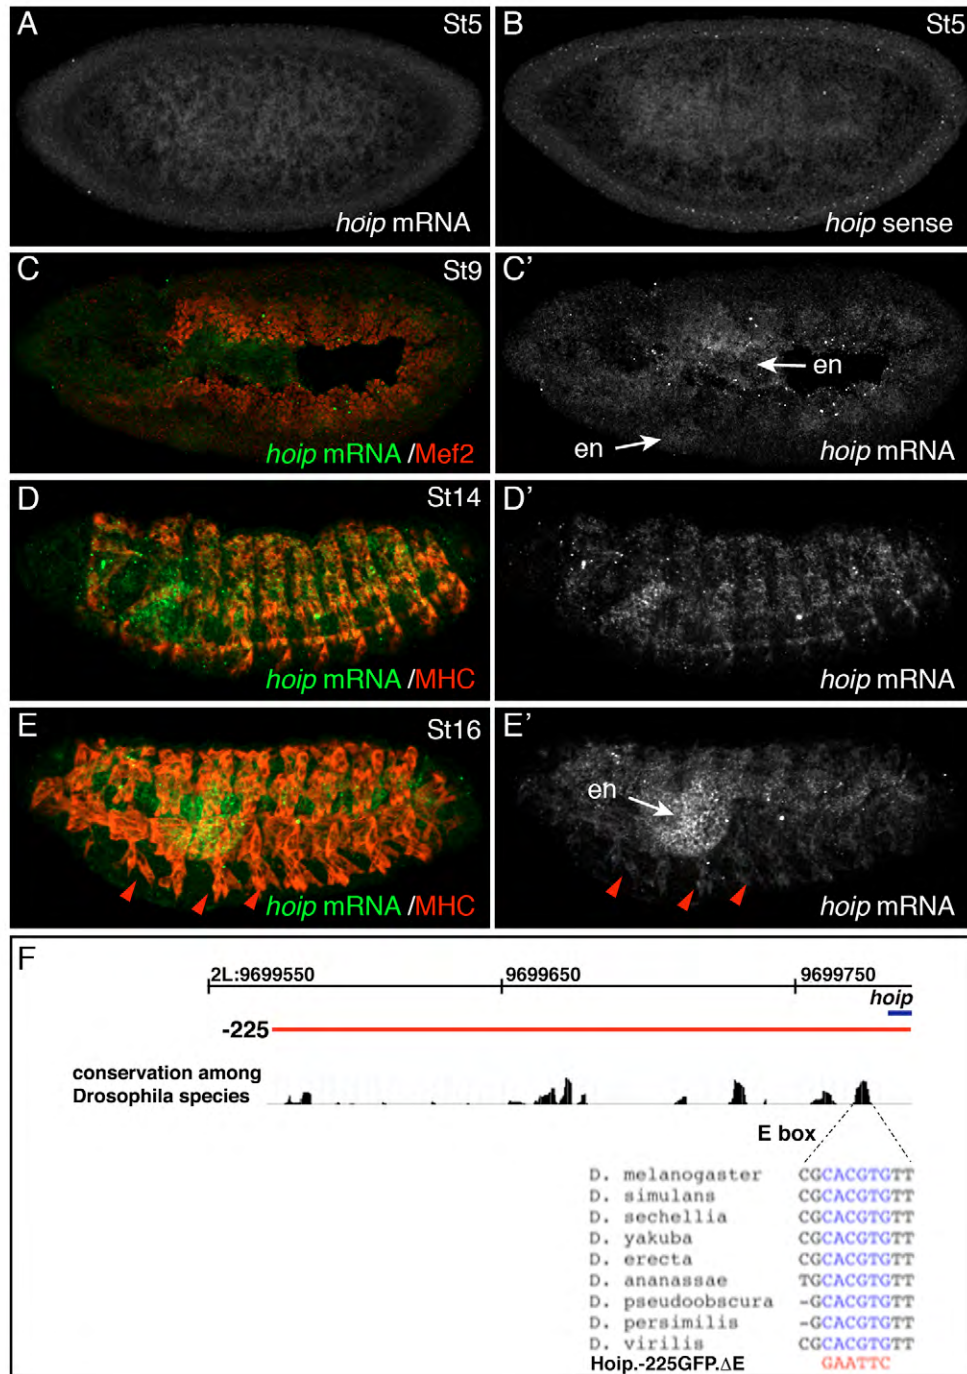 A St5
hoip mRNA
B St5
hoip sense
C St9
hoip mRNA /Mef2
C'
en
en
hoip mRNA
D St14
hoip mRNA /MHC
D'
hoip mRNA
E St16
hoip mRNA /MHC
E'
en
hoip mRNA
F
2L:9699550 9699650 9699750
hoip
-225
conservation among
Drosophila species
E box
D. melanogaster CGCACGTGTT
D. simulans CGCACGTGTT
D. sechellia CGCACGTGTT
D. yakuba CGCACGTGTT
D. erecta CGCACGTGTT
D. ananassae TGCACGTGTT
D. pseudoobscura -GCACGTGTT
D. persimilis -GCACGTGTT
D. virilis CGCACGTGTT
Hoip.-225GFP.ΔE GAATTC